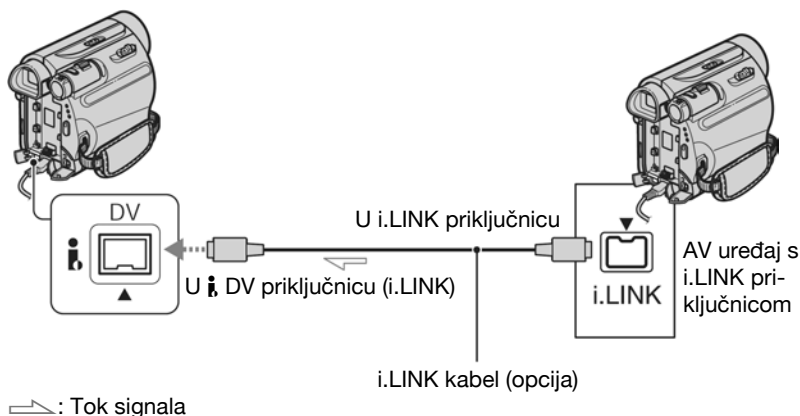 DV
U i.LINK priključnicu
U i DV priključnicu (i.LINK)
i.LINK
AV uređaj s
i.LINK pri-
ključnicom
i.LINK kabel (opcija)
: Tok signala